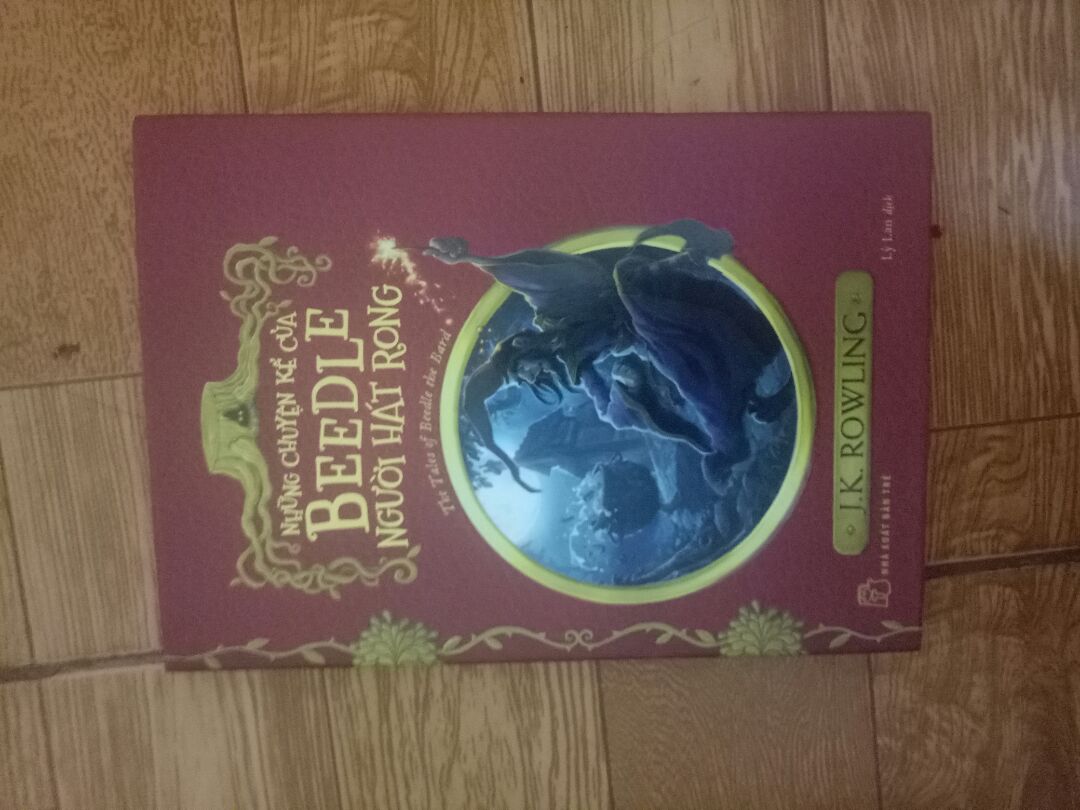 NHỮNG CHUYỆN KỂ CỦA
BEEDLE
NGƯỜI HÁT RONG
The Tales of Beedle the Bard
J.K. ROWLING
NHÀ XUẤT BẢN TRẺ
Lý Lan dịch